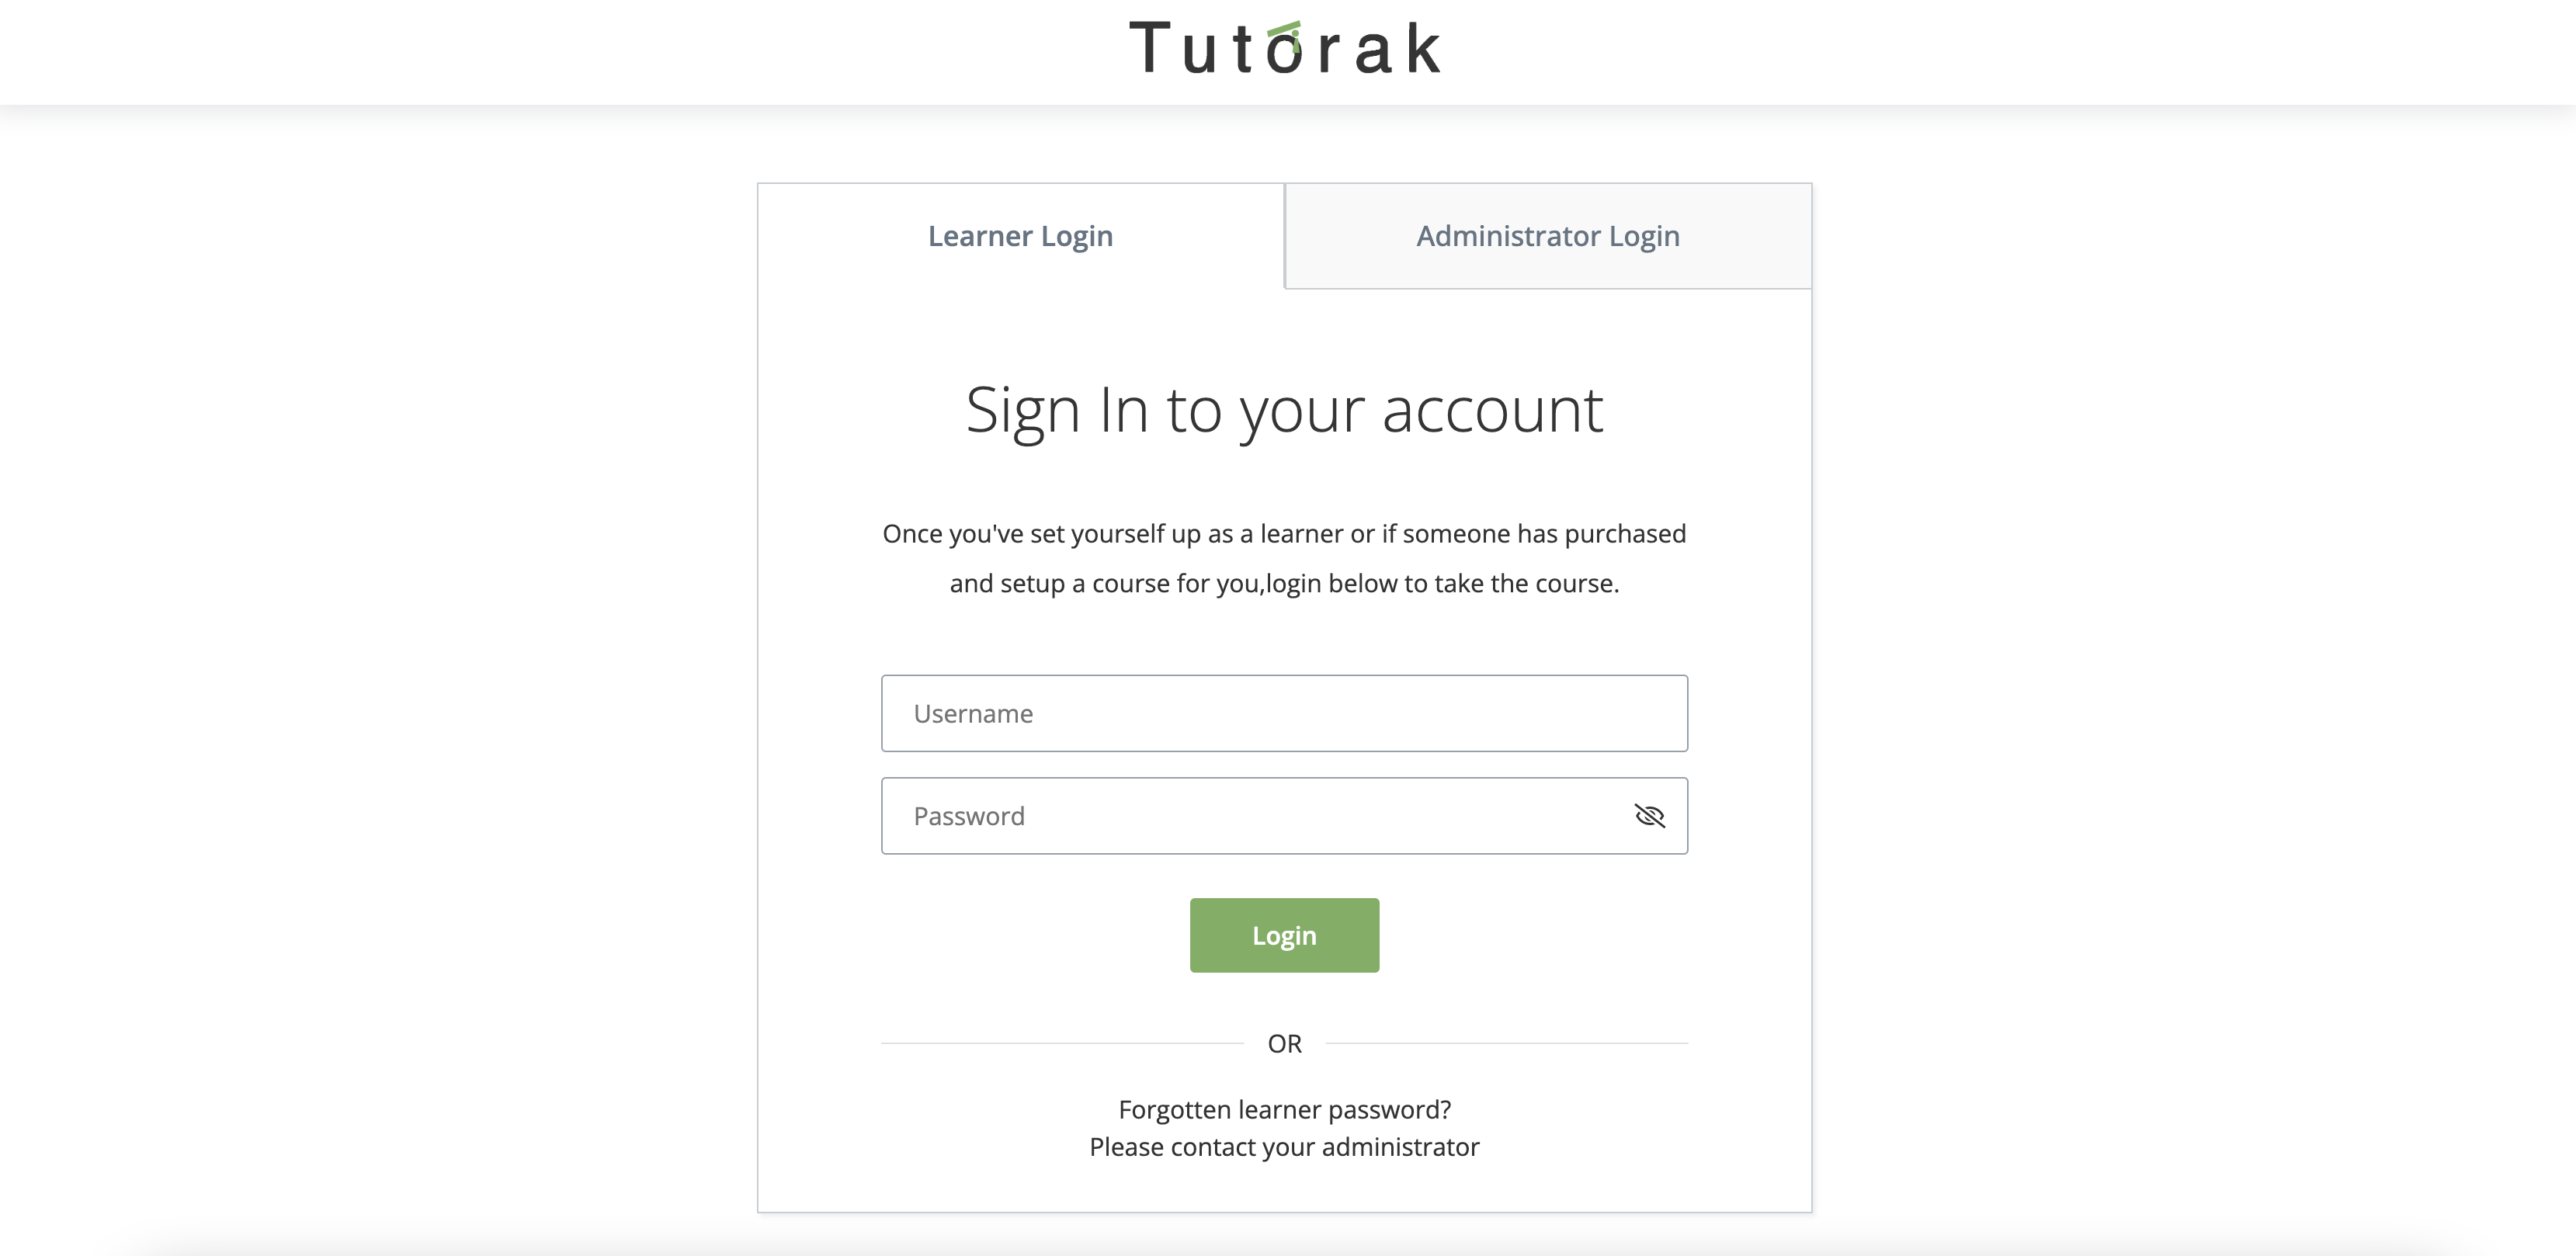 Tutorak
Learner Login
Administrator Login
Sign In to your account
Once you've set yourself up as a learner or if someone has purchased
and setup a course for you,login below to take the course.
Username
Password
Login
OR
Forgotten learner password?
Please contact your administrator